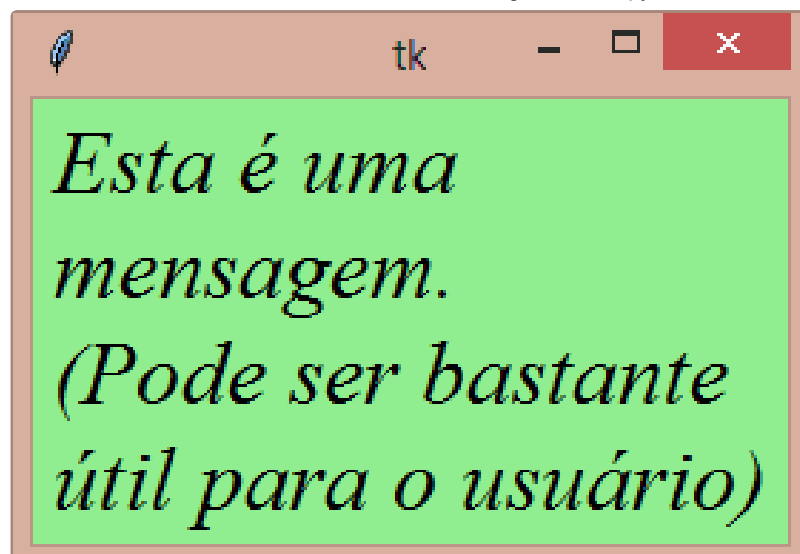 tk
Esta é uma
mensagem.
(Pode ser bastante
útil para o usuário)